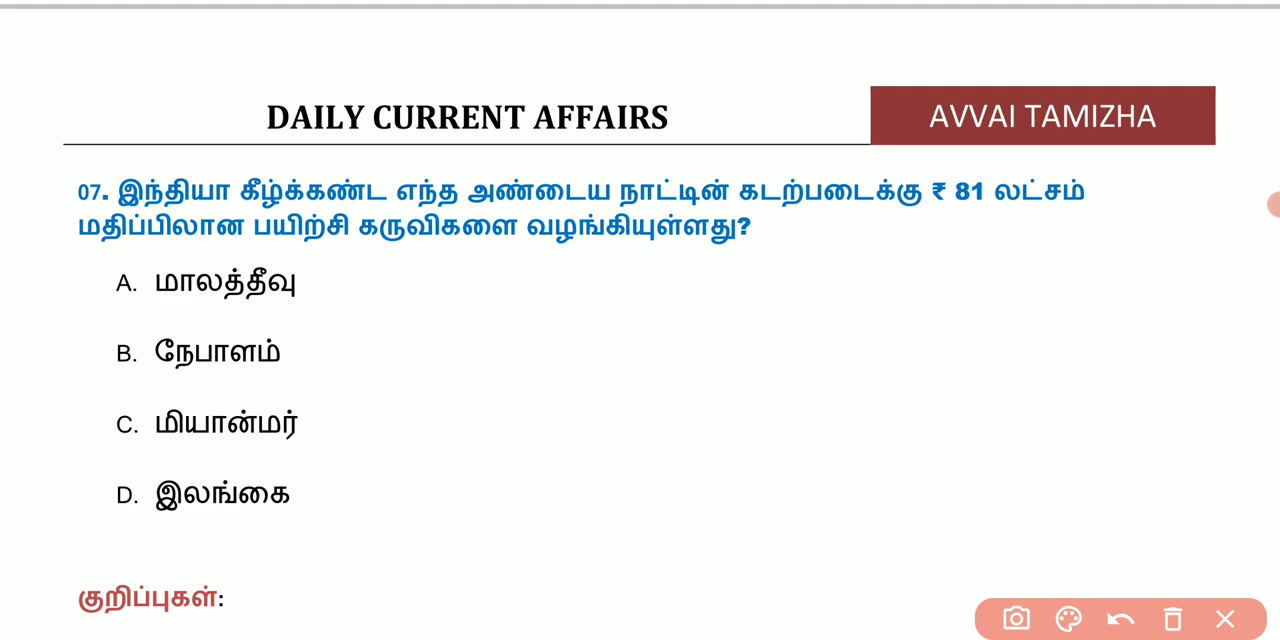 DAILY CURRENT AFFAIRS
AVVAI TAMIZHA
07. இந்தியா கீழ்க்கண்ட எந்த அண்டைய நாட்டின் கடற்படைக்கு ₹ 81 லட்சம்
மதிப்பிலான பயிற்சி கருவிகளை வழங்கியுள்ளது?
A. மாலத்தீவு
B. நேபாளம்
C. மியான்மர்
D. இலங்கை
குறிப்புகள்: